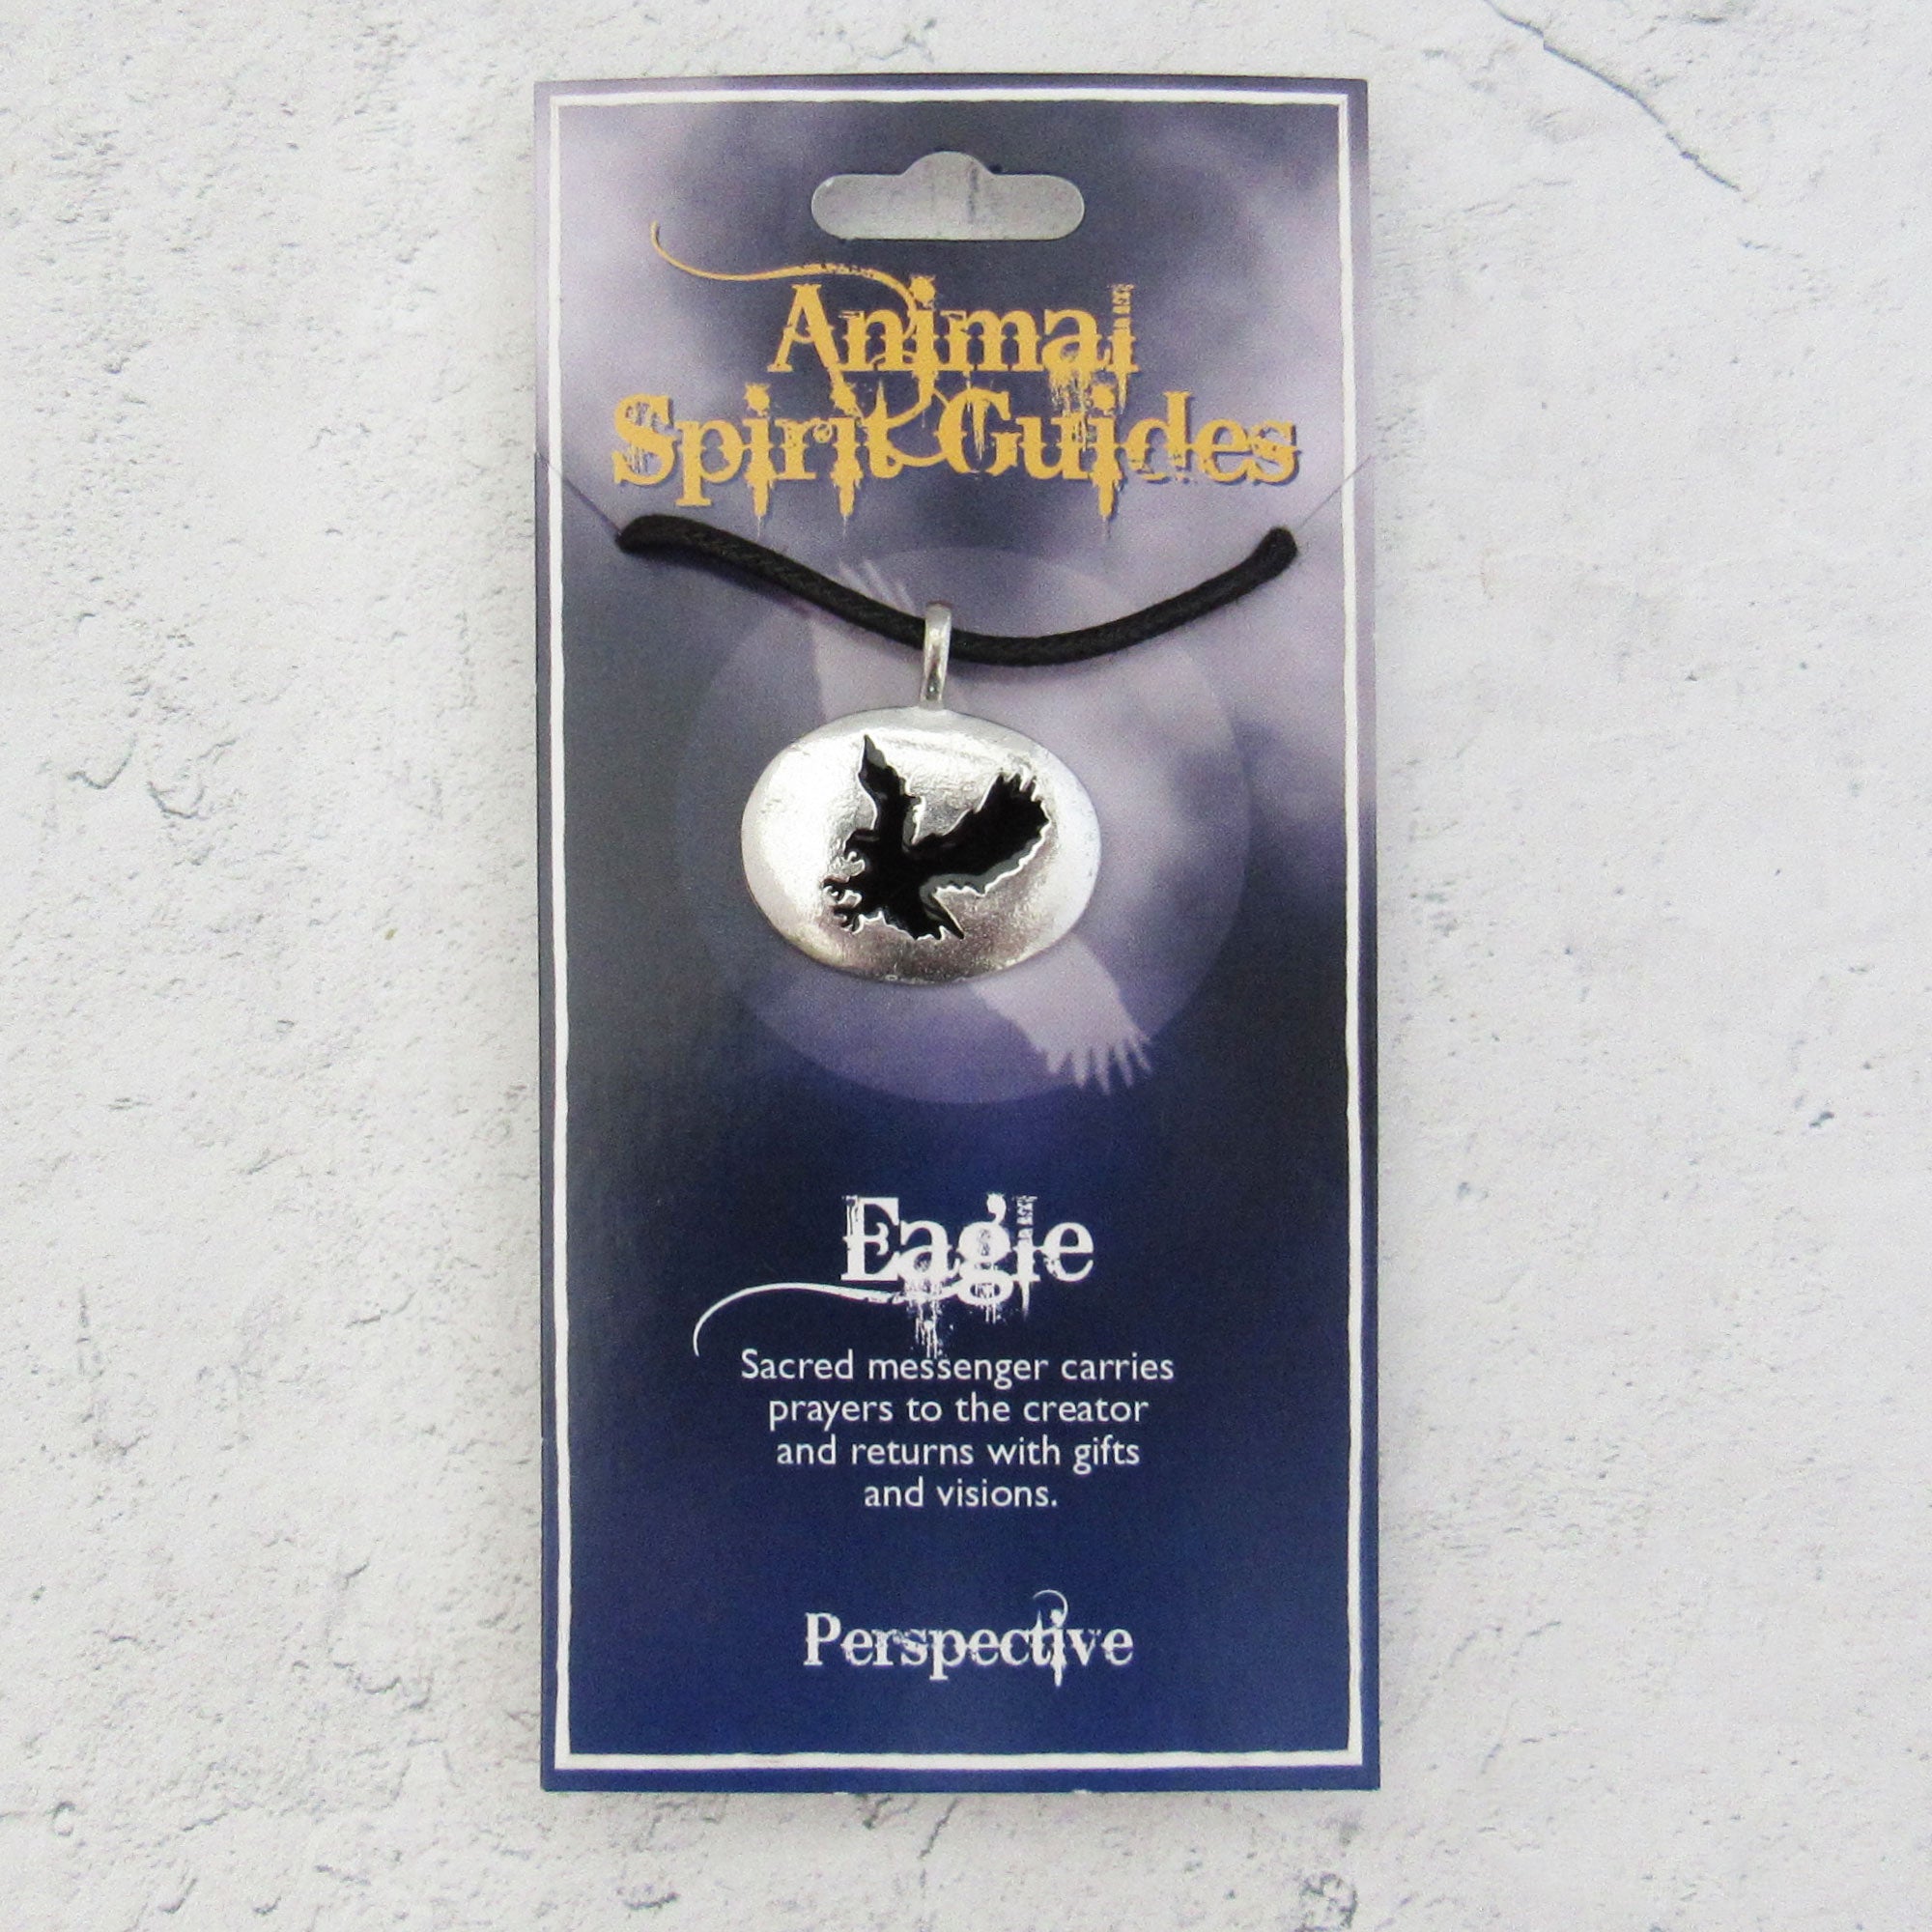 Animal
Spirit Guides
Eagle
Sacred messenger carries
prayers to the creator
and returns with gifts
and visions.
Perspective